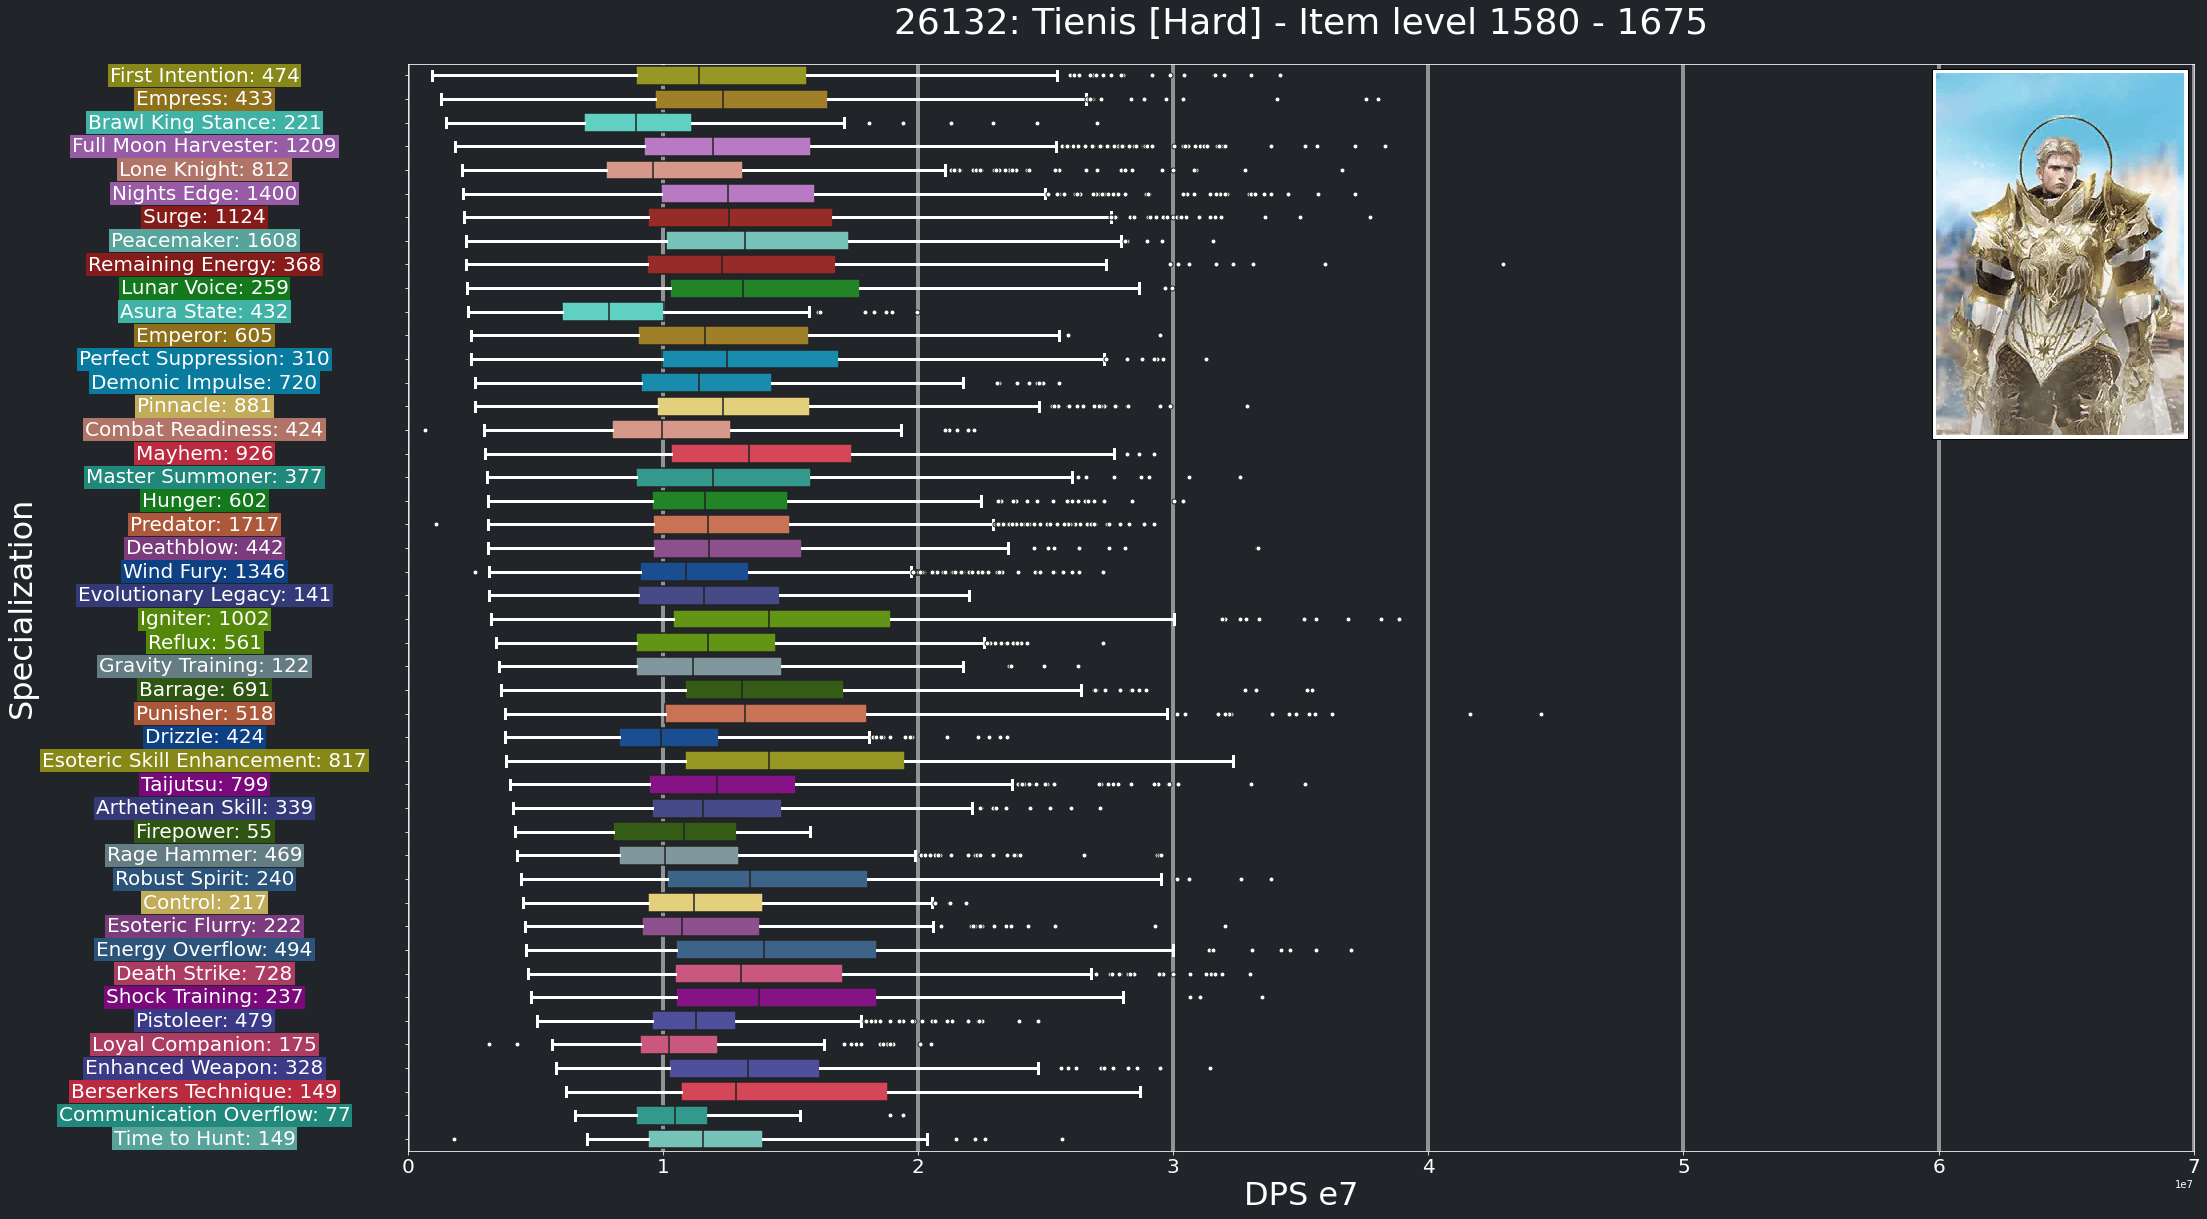 26132: Tienis [Hard] - Item level 1580 - 1675
First Intention: 474
Empress: 433
Brawl King Stance: 221
Full Moon Harvester: 1209
Lone Knight: 812
Nights Edge: 1400
Surge: 1124
Peacemaker: 1608
Remaining Energy: 368
Lunar Voice: 259
Asura State: 432
Emperor: 605
Perfect Suppression: 310
Demonic Impulse: 720
Pinnacle: 881
Combat Readiness: 424
Mayhem: 926
Master Summoner: 377
Hunger: 602
Predator: 1717
Deathblow: 442
Wind Fury: 1346
Evolutionary Legacy: 141
Igniter: 1002
Reflux: 561
Gravity Training: 122
Barrage: 691
Punisher: 518
Drizzle: 424
Esoteric Skill Enhancement: 817
Taijutsu: 799
Arthetinean Skill: 339
Firepower: 55
Rage Hammer: 469
Robust Spirit: 240
Control: 217
Esoteric Flurry: 222
Energy Overflow: 494
Death Strike: 728
Shock Training: 237
Pistoleer: 479
Loyal Companion: 175
Enhanced Weapon: 328
Berserkers Technique: 149
Communication Overflow: 77
Time to Hunt: 149
Specialization
0 1 2 3 4 5 6 7
DPS e7
1e7